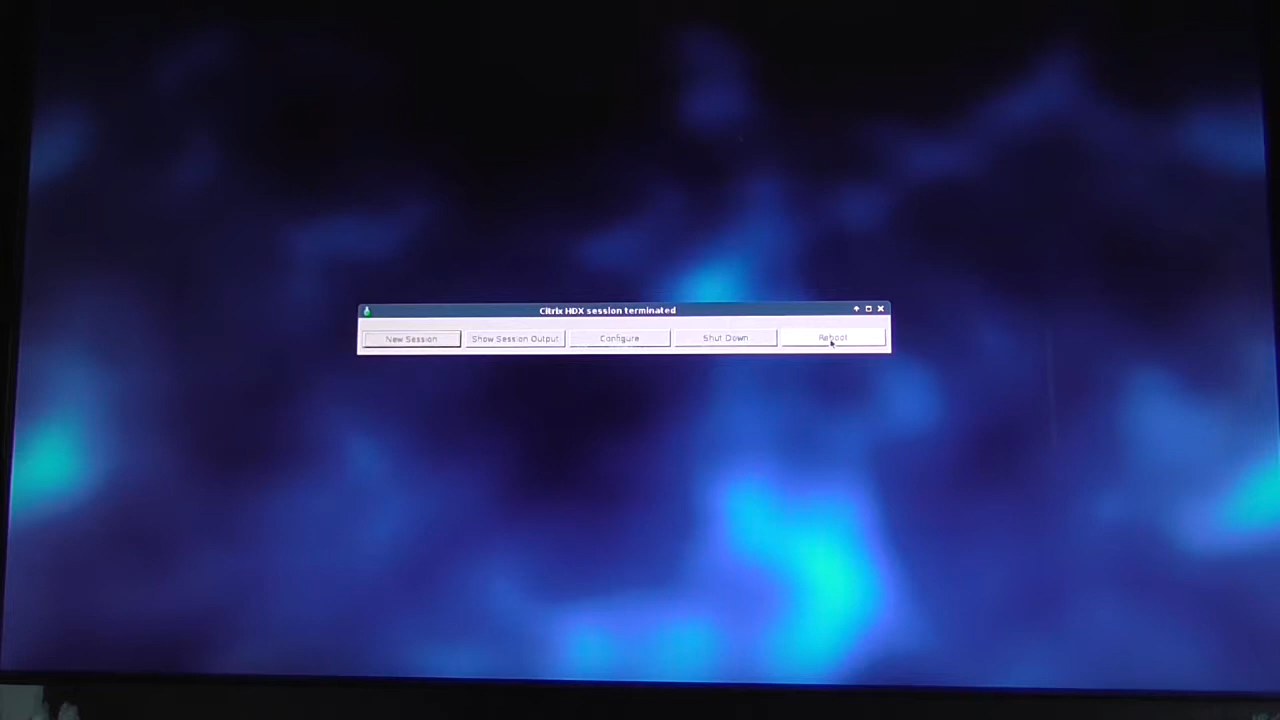 Citrix HDX session terminated
New Session Show Session Output Configure Shut Down Reboot